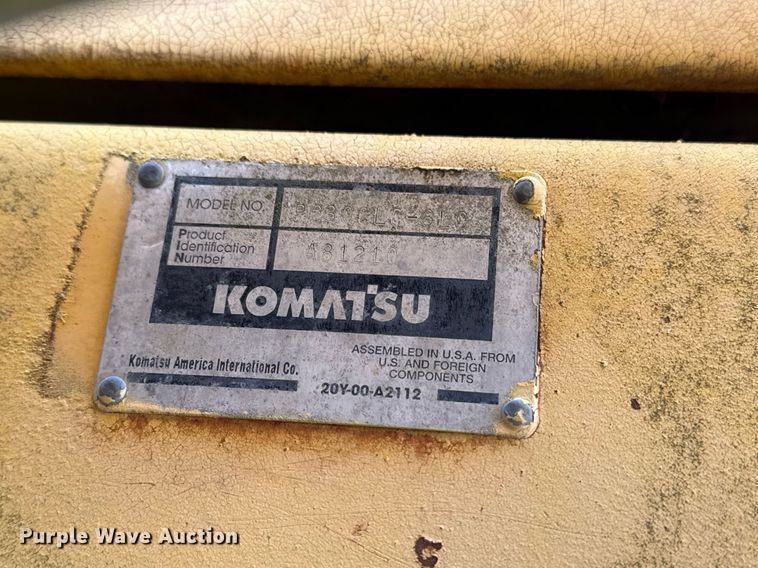 MODEL NO.
Product
Identification
Number
A81210
KOMATSU
Komatsu America International Co.
ASSEMBLED IN U.S.A. FROM
U.S. AND FOREIGN
COMPONENTS
20Y-00-A2112
Purple Wave Auction